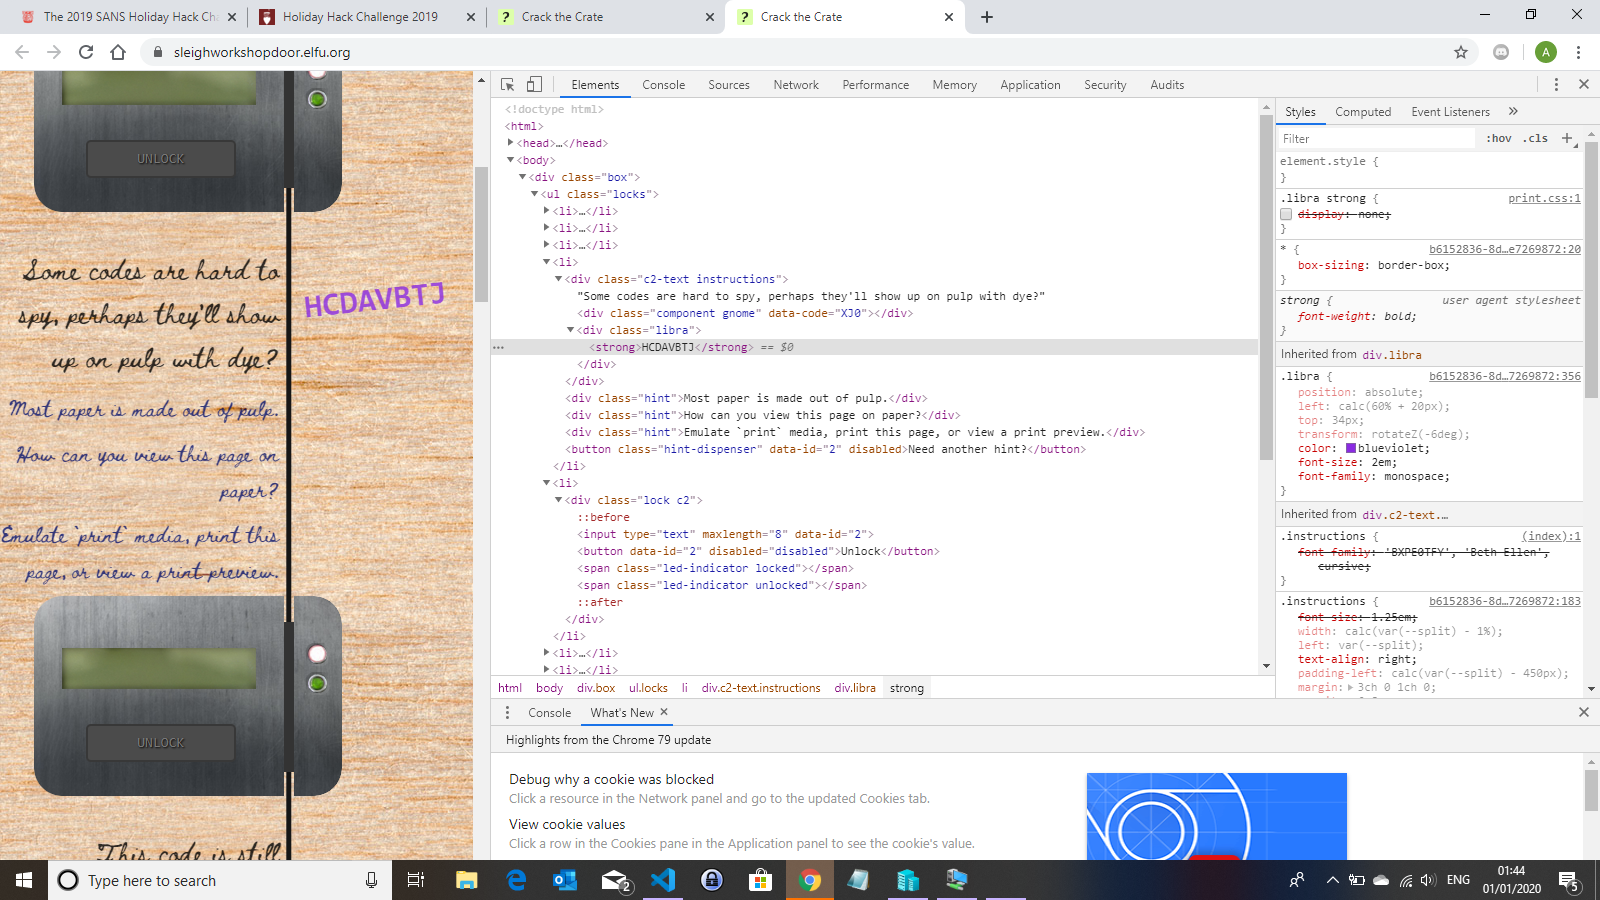 The 2019 SANS Holiday Hack Cha
Holiday Hack Challenge 2019
Crack the Crate
Crack the Crate
sleighworkshopdoor.elfu.org
A
UNLOCK
Some codes are hard to
spy, perhaps they'll show
up on pulp with dye?
HCDAVBTJ
Most paper is made out of pulp.
How can you view this page on
paper?
Emulate `print` media, print this
page, or view a print preview.
UNLOCK
This code is still
Elements Console Sources Network Performance Memory Application Security Audits
<!doctype html>
<html>
<head>…</head>
<body>
<div class="box">
<ul class="locks">
<li>…</li>
<li>…</li>
<li>…</li>
<li>
<div class="c2-text instructions">
"Some codes are hard to spy, perhaps they'll show up on pulp with dye?"
<div class="component gnome" data-code="XJ0"></div>
<div class="libra">
<strong>HCDAVBTJ</strong> == $0
</div>
</div>
<div class="hint">Most paper is made out of pulp.</div>
<div class="hint">How can you view this page on paper?</div>
<div class="hint">Emulate `print` media, print this page, or view a print preview.</div>
<button class="hint-dispenser" data-id="2" disabled>Need another hint?</button>
</li>
<li>
<div class="lock c2">
::before
<input type="text" maxlength="8" data-id="2">
<button data-id="2" disabled="disabled">Unlock</button>
<span class="led-indicator locked"></span>
<span class="led-indicator unlocked"></span>
::after
</div>
</li>
<li>…</li>
<li>…</li>
html body div.box ul.locks li div.c2-text.instructions div.libra strong
Styles Computed Event Listeners »
Filter :hov .cls +
element.style {
}
.libra strong { print.css:1
display: none;
}
* { b6152836-8d…e7269872:20
box-sizing: border-box;
}
strong { user agent stylesheet
font-weight: bold;
}
Inherited from div.libra
.libra { b6152836-8d…7269872:356
position: absolute;
left: calc(60% + 20px);
top: 34px;
transform: rotateZ(-6deg);
color: blueviolet;
font-size: 2em;
font-family: monospace;
}
Inherited from div.c2-text.…
.instructions { (index):1
font-family: 'BXPE0TFY', 'Beth Ellen',
cursive;
}
.instructions { b6152836-8d…7269872:183
font-size: 1.25em;
width: calc(var(--split) - 1%);
left: var(--split);
text-align: right;
padding-left: calc(var(--split) - 450px);
margin: 3ch 0 1ch 0;
Console What's New
Highlights from the Chrome 79 update
Debug why a cookie was blocked
Click a resource in the Network panel and go to the updated Cookies tab.
View cookie values
Click a row in the Cookies pane in the Application panel to see the cookie's value.
Type here to search
2
ENG
01:44
01/01/2020
5